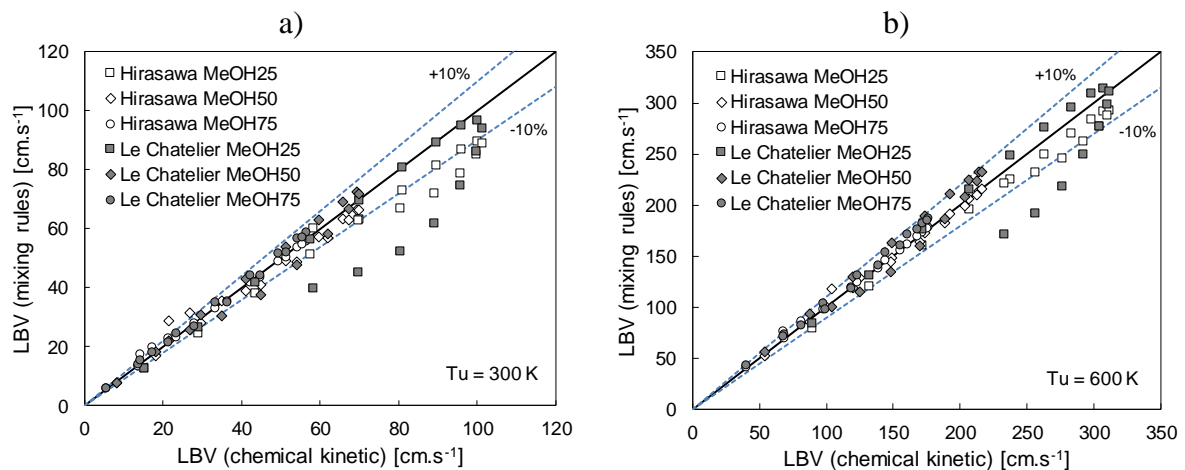 a)
120
100
80
60
40
20
0
LBV (mixing rules) [cm.s⁻¹]
Hirasawa MeOH25
Hirasawa MeOH50
Hirasawa MeOH75
Le Chatelier MeOH25
Le Chatelier MeOH50
Le Chatelier MeOH75
+10%
-10%
Tu = 300 K
0 20 40 60 80 100 120
LBV (chemical kinetic) [cm.s⁻¹]
b)
350
300
250
200
150
100
50
0
LBV (mixing rules) [cm.s⁻¹]
Hirasawa MeOH25
Hirasawa MeOH50
Hirasawa MeOH75
Le Chatelier MeOH25
Le Chatelier MeOH50
Le Chatelier MeOH75
+10%
-10%
Tu = 600 K
0 50 100 150 200 250 300 350
LBV (chemical kinetic) [cm.s⁻¹]